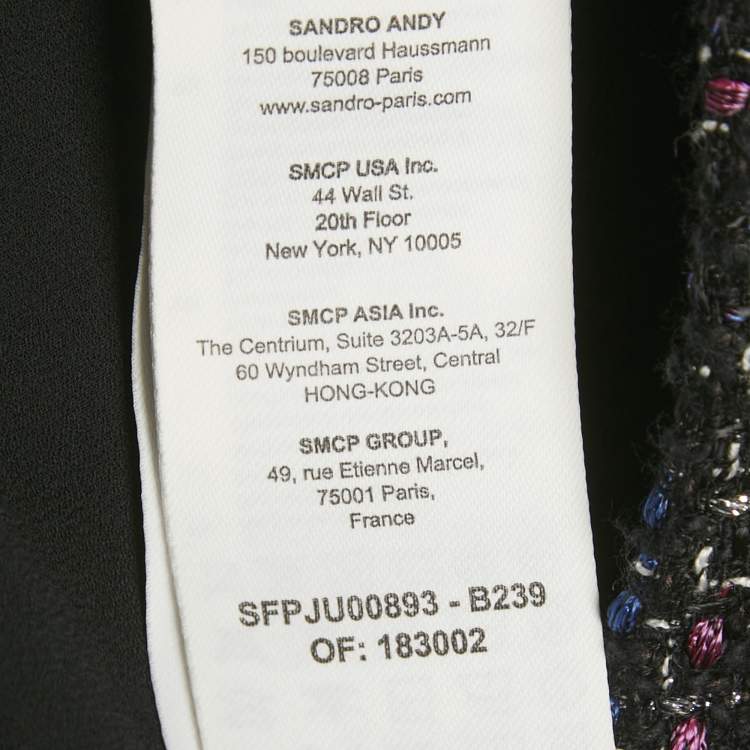 SANDRO ANDY
150 boulevard Haussmann
75008 Paris
www.sandro-paris.com
SMCP USA Inc.
44 Wall St.
20th Floor
New York, NY 10005
SMCP ASIA Inc.
The Centrium, Suite 3203A-5A, 32/F
60 Wyndham Street, Central
HONG-KONG
SMCP GROUP,
49, rue Etienne Marcel,
75001 Paris,
France
SFPJU00893 - B239
OF: 183002